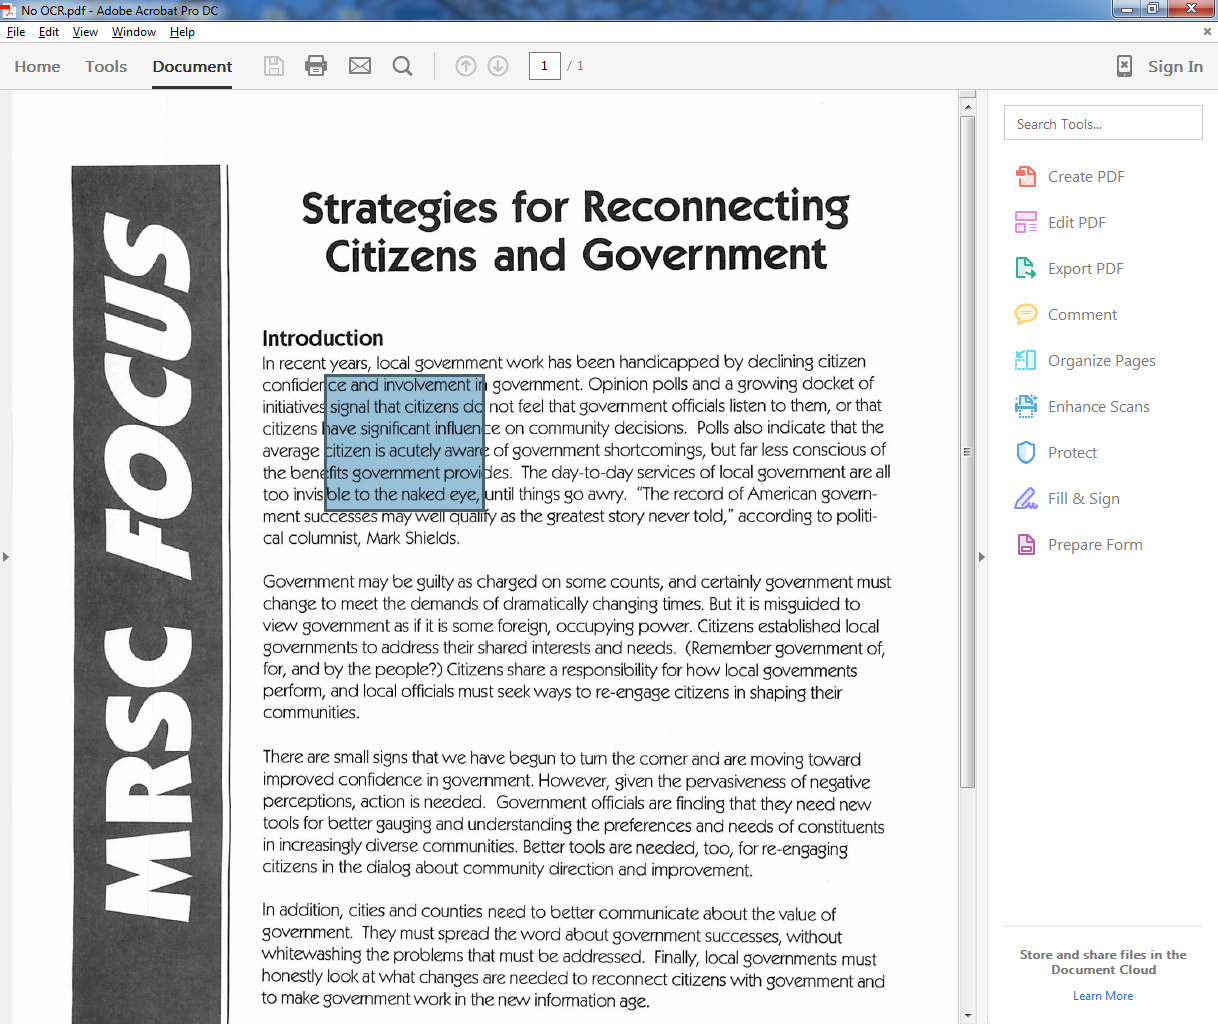 No OCR.pdf - Adobe Acrobat Pro DC
File Edit View Window Help
Home Tools Document 1 / 1 Sign In
Search Tools...
Create PDF
Edit PDF
Export PDF
Comment
Organize Pages
Enhance Scans
Protect
Fill & Sign
Prepare Form
Store and share files in the
Document Cloud
Learn More
MRSC FOCUS
Strategies for Reconnecting
Citizens and Government
Introduction
In recent years, local government work has been handicapped by declining citizen
confidence and involvement in government. Opinion polls and a growing docket of
initiatives signal that citizens do not feel that government officials listen to them, or that
citizens have significant influence on community decisions. Polls also indicate that the
average citizen is acutely aware of government shortcomings, but far less conscious of
the benefits government provides. The day-to-day services of local government are all
too invisible to the naked eye, until things go awry. “The record of American govern-
ment successes may well qualify as the greatest story never told,” according to politi-
cal columnist, Mark Shields.
Government may be guilty as charged on some counts, and certainly government must
change to meet the demands of dramatically changing times. But it is misguided to
view government as if it is some foreign, occupying power. Citizens established local
governments to address their shared interests and needs. (Remember government of,
for, and by the people?) Citizens share a responsibility for how local governments
perform, and local officials must seek ways to re-engage citizens in shaping their
communities.
There are small signs that we have begun to turn the corner and are moving toward
improved confidence in government. However, given the pervasiveness of negative
perceptions, action is needed. Government officials are finding that they need new
tools for better gauging and understanding the preferences and needs of constituents
in increasingly diverse communities. Better tools are needed, too, for re-engaging
citizens in the dialog about community direction and improvement.
In addition, cities and counties need to better communicate about the value of
government. They must spread the word about government successes, without
whitewashing the problems that must be addressed. Finally, local governments must
honestly look at what changes are needed to reconnect citizens with government and
to make government work in the new information age.